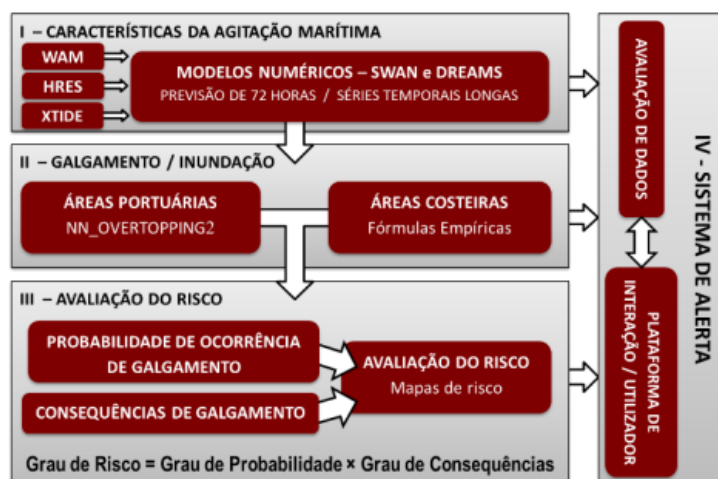 I – CARACTERÍSTICAS DA AGITAÇÃO MARÍTIMA
WAM
HRES
XTIDE
MODELOS NUMÉRICOS – SWAN e DREAMS
PREVISÃO DE 72 HORAS / SÉRIES TEMPORAIS LONGAS
II – GALGAMENTO / INUNDAÇÃO
ÁREAS PORTUÁRIAS
NN_OVERTOPPING2
ÁREAS COSTEIRAS
Fórmulas Empíricas
III – AVALIAÇÃO DO RISCO
PROBABILIDADE DE OCORRÊNCIA
DE GALGAMENTO
CONSEQUÊNCIAS DE GALGAMENTO
AVALIAÇÃO DO RISCO
Mapas de risco
Grau de Risco = Grau de Probabilidade × Grau de Consequências
AVALIAÇÃO DE DADOS
PLATAFORMA DE
INTERAÇÃO / UTILIZADOR
IV - SISTEMA DE ALERTA